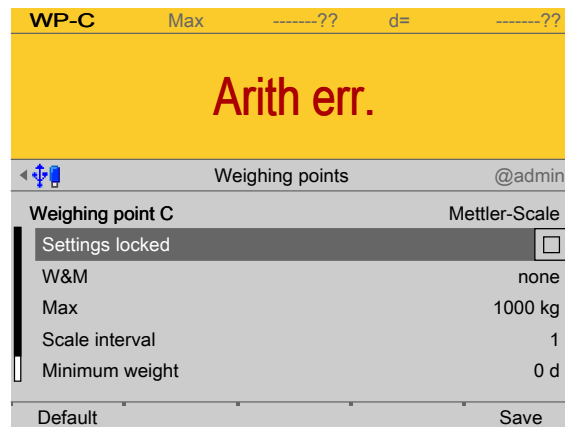 WP-C Max -------?? d= -------??
Arith err.
Weighing points @admin
Weighing point C Mettler-Scale
Settings locked
W&M none
Max 1000 kg
Scale interval 1
Minimum weight 0 d
Default Save